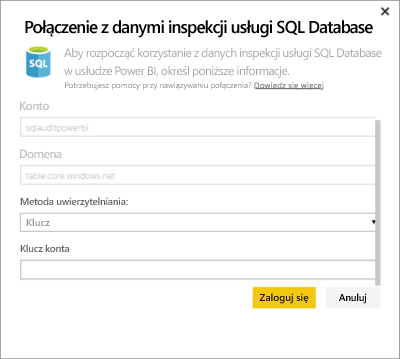 Połączenie z danymi inspekcji usługi SQL Database
SQL
Aby rozpocząć korzystanie z danych inspekcji usługi SQL Database
w usłudze Power BI, określ poniższe informacje.
Potrzebujesz pomocy przy nawiązywaniu połączenia? Dowiedz się więcej
Konto
sqlauditpowerbi
Domena
table.core.windows.net
Metoda uwierzytelniania:
Klucz
Klucz konta
Zaloguj się Anuluj